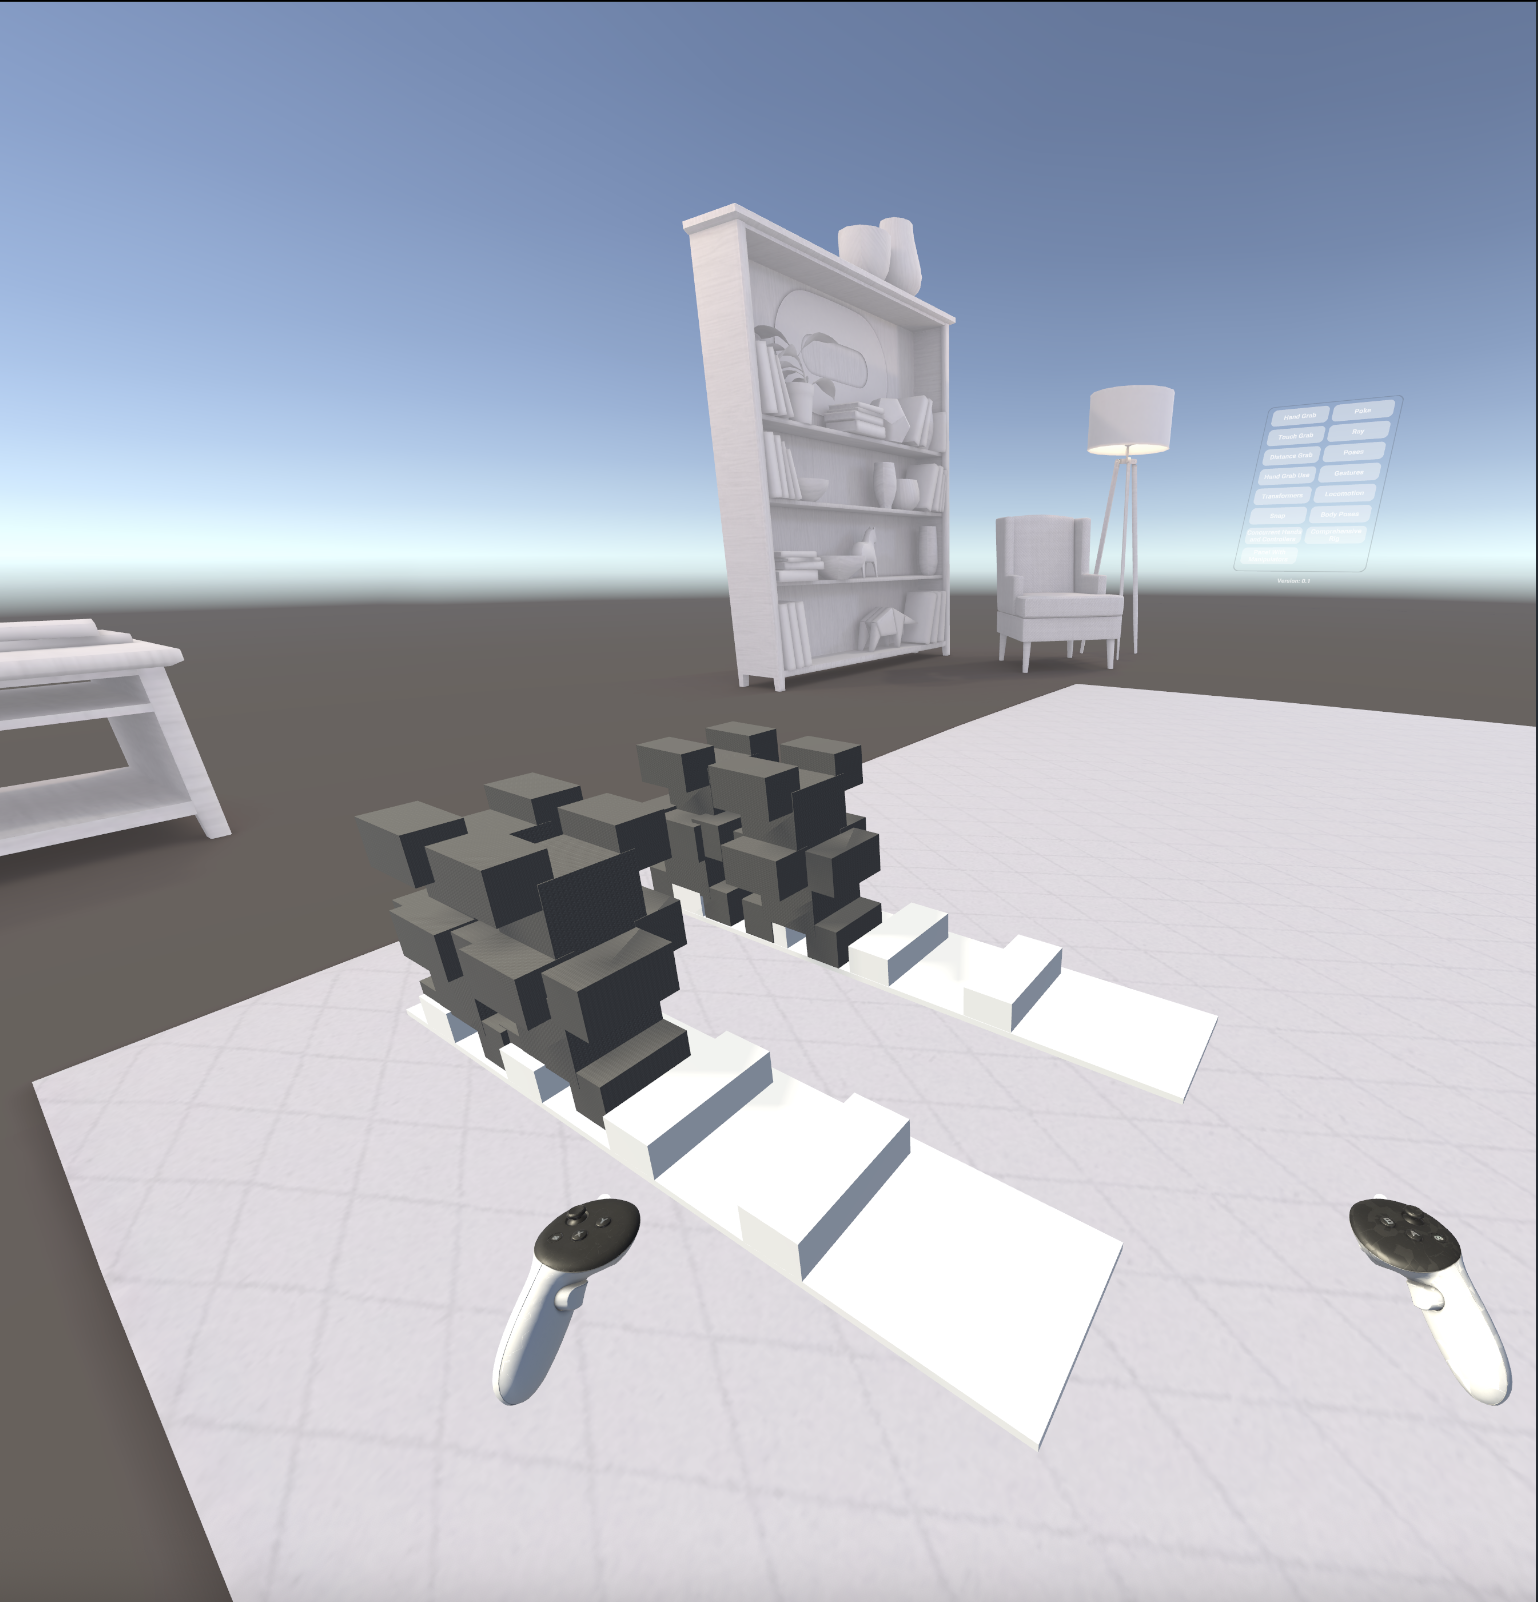 Hand Grab
Poke
Touch Grab
Ray
Distance Grab
Poses
Hand Grab Use
Gestures
Transformers
Locomotion
Snap
Body Poses
Version: 0.1